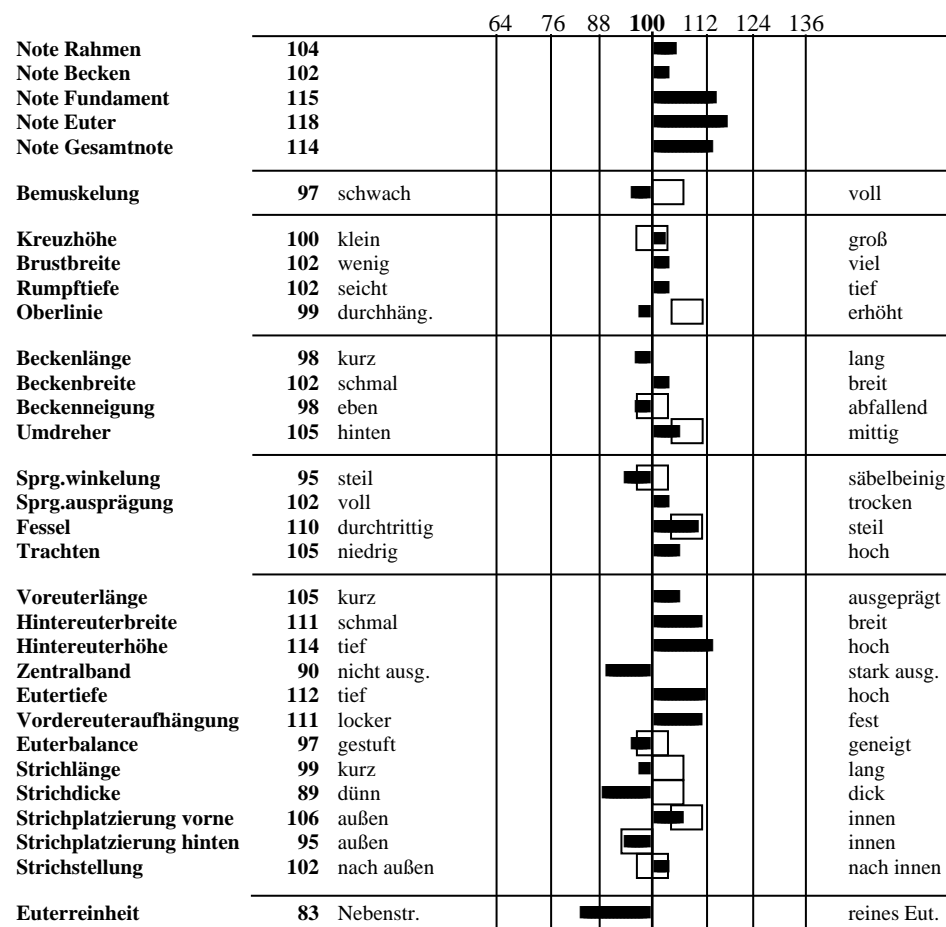 64 76 88 100 112 124 136
Note Rahmen 104
Note Becken 102
Note Fundament 115
Note Euter 118
Note Gesamtnote 114
Bemuskelung 97 schwach voll
Kreuzhöhe 100 klein groß
Brustbreite 102 wenig viel
Rumpftiefe 102 seicht tief
Oberlinie 99 durchhäng. erhöht
Beckenlänge 98 kurz lang
Beckenbreite 102 schmal breit
Beckenneigung 98 eben abfallend
Umdreher 105 hinten mittig
Sprg.winkelung 95 steil säbelbeinig
Sprg.ausprägung 102 voll trocken
Fessel 110 durchtrittig steil
Trachten 105 niedrig hoch
Voreuterlänge 105 kurz ausgeprägt
Hintereuterbreite 111 schmal breit
Hintereuterhöhe 114 tief hoch
Zentralband 90 nicht ausg. stark ausg.
Eutertiefe 112 tief hoch
Vordereuteraufhängung 111 locker fest
Euterbalance 97 gestuft geneigt
Strichlänge 99 kurz lang
Strichdicke 89 dünn dick
Strichplatzierung vorne 106 außen innen
Strichplatzierung hinten 95 außen innen
Strichstellung 102 nach außen nach innen
Euterreinheit 83 Nebenstr. reines Eut.